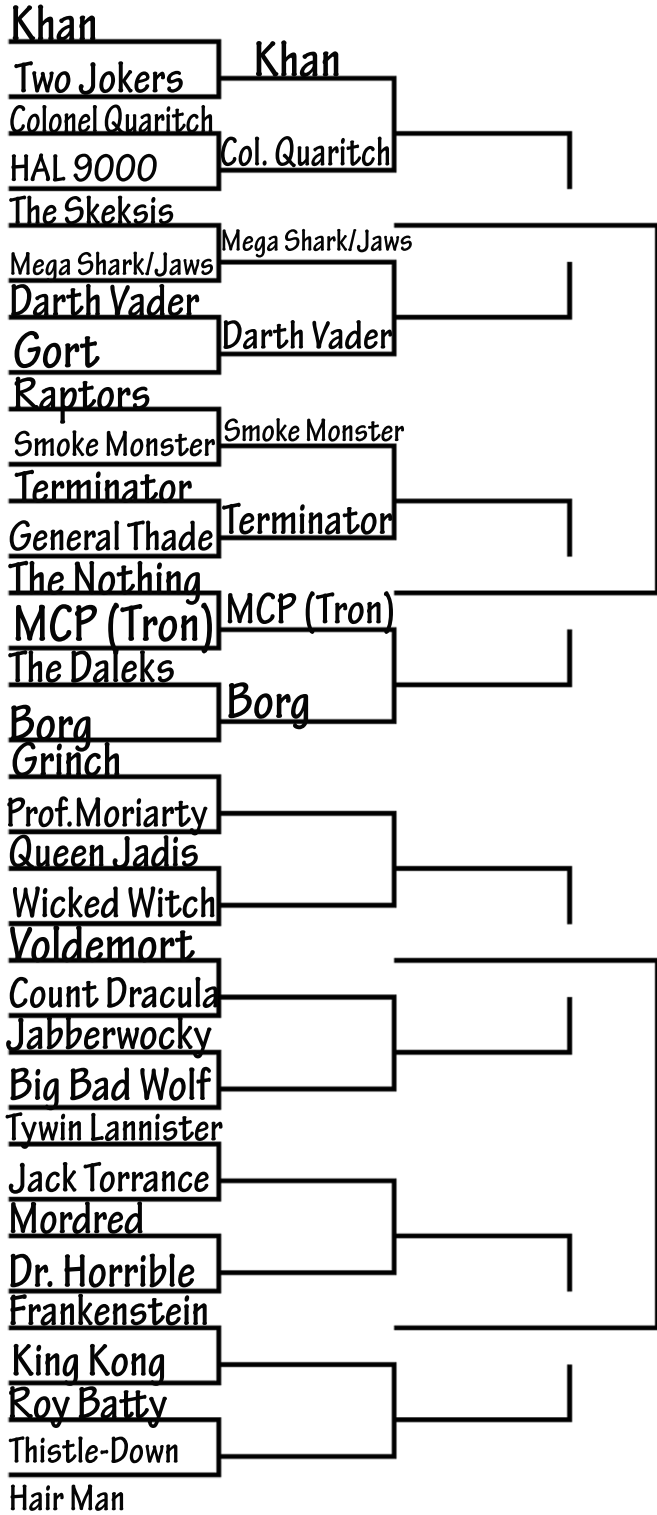 Khan
Khan
Two Jokers
Colonel Quaritch
Col. Quaritch
HAL 9000
The Skeksis
Mega Shark/Jaws
Mega Shark/Jaws
Darth Vader
Darth Vader
Gort
Raptors
Smoke Monster
Smoke Monster
Terminator
Terminator
General Thade
The Nothing
MCP (Tron)
MCP (Tron)
The Daleks
Borg
Borg
Grinch
Prof.Moriarty
Queen Jadis
Wicked Witch
Voldemort
Count Dracula
Jabberwocky
Big Bad Wolf
Tywin Lannister
Jack Torrance
Mordred
Dr. Horrible
Frankenstein
King Kong
Roy Batty
Thistle-Down
Hair Man